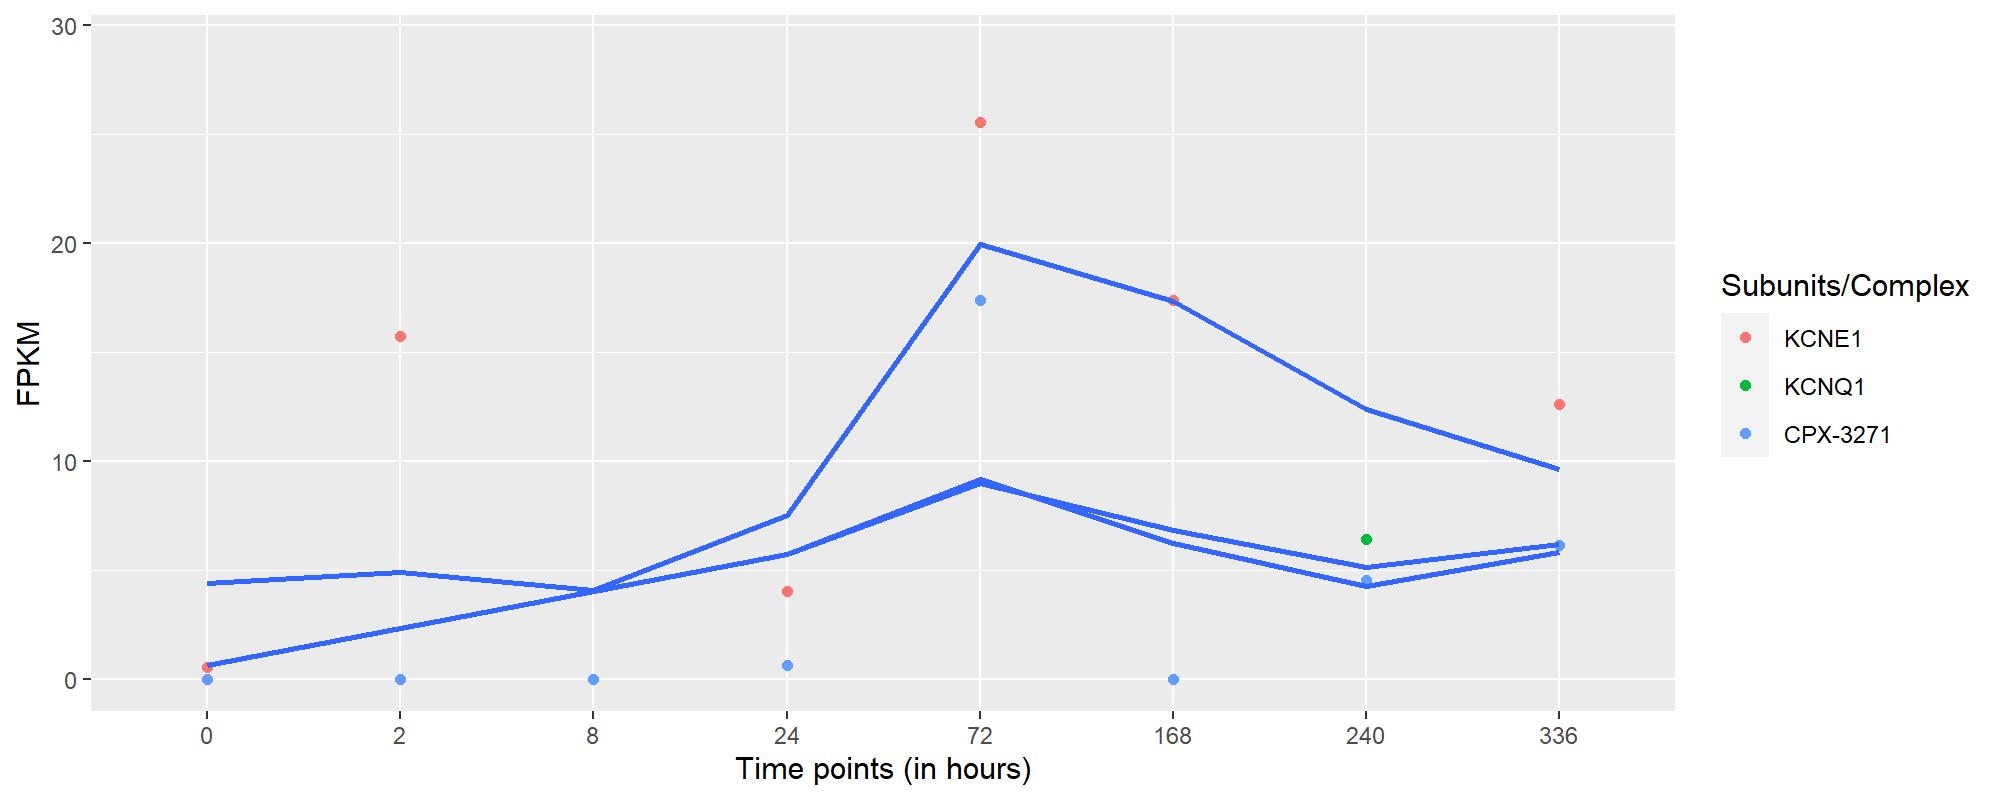 30
20
10
0
FPKM
0 2 8 24 72 168 240 336
Time points (in hours)
Subunits/Complex
KCNE1
KCNQ1
CPX-3271